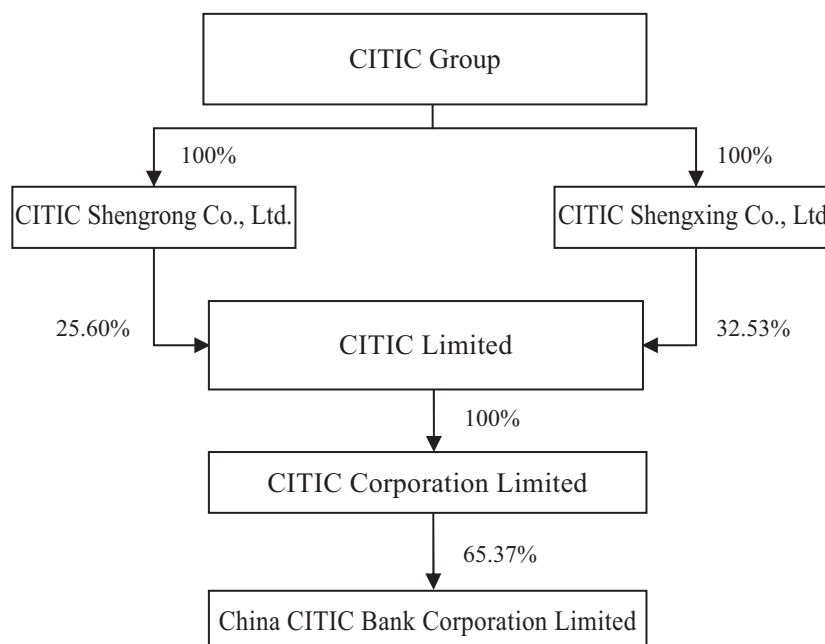 CITIC Group
100%
100%
CITIC Shengrong Co., Ltd.
CITIC Shengxing Co., Ltd
25.60%
CITIC Limited
32.53%
100%
CITIC Corporation Limited
65.37%
China CITIC Bank Corporation Limited